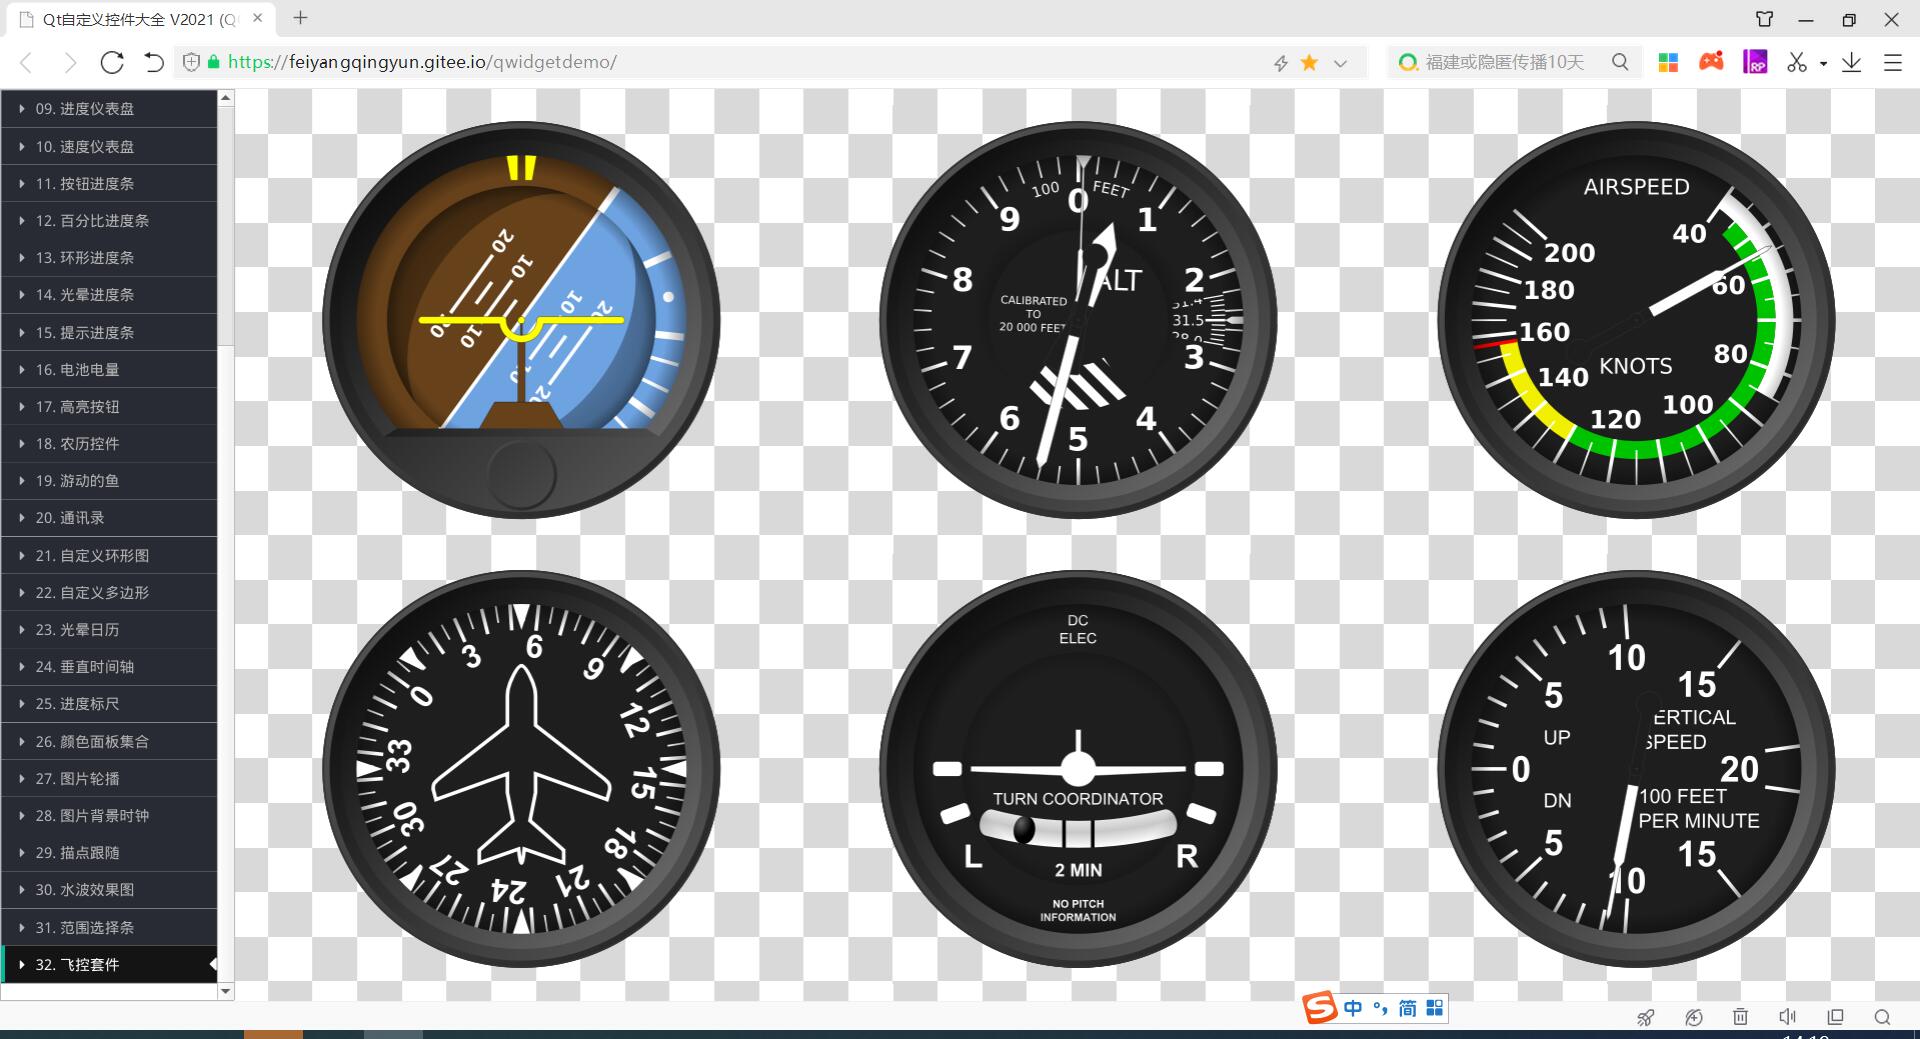 Qt自定义控件大全 V2021 (Q
https://feiyangqingyun.gitee.io/qwidgetdemo/
福建或隐匿传播10天
RP
09. 进度仪表盘
10. 速度仪表盘
11. 按钮进度条
12. 百分比进度条
13. 环形进度条
14. 光晕进度条
15. 提示进度条
16. 电池电量
17. 高亮按钮
18. 农历控件
19. 游动的鱼
20. 通讯录
21. 自定义环形图
22. 自定义多边形
23. 光晕日历
24. 垂直时间轴
25. 进度标尺
26. 颜色面板集合
27. 图片轮播
28. 图片背景时钟
29. 描点跟随
30. 水波效果图
31. 范围选择条
32. 飞控套件
20
10
10
20
20
10
10
20
100 FEET
0
9 1
8 2
ALT
CALIBRATED
TO
20 000 FEET
31.4
31.5
7 3
6 4
5
AIRSPEED
40
200
60
180
160
80
KNOTS
140
100
120
3 6 9
0 12
33 15
30 18
27 24 21
DC
ELEC
TURN COORDINATOR
L R
2 MIN
NO PITCH
INFORMATION
10
15
5
ERTICAL
SPEED
UP
0 20
DN
100 FEET
PER MINUTE
5
15
10
中 简